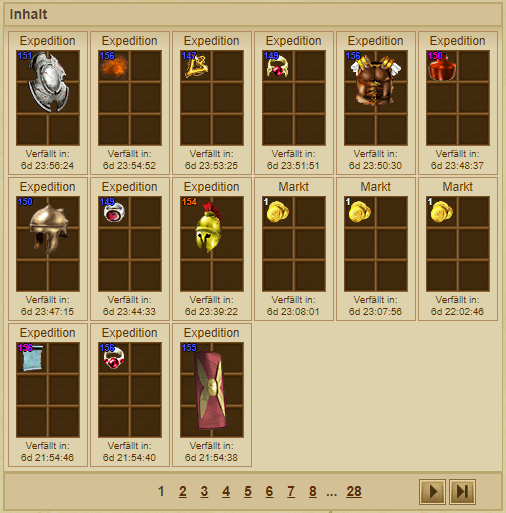 Inhalt
Expedition Expedition Expedition Expedition Expedition Expedition
151 156 147 149 156 150
Verfällt in: Verfällt in: Verfällt in: Verfällt in: Verfällt in: Verfällt in:
6d 23:56:24 6d 23:54:52 6d 23:53:25 6d 23:51:51 6d 23:50:30 6d 23:48:37
Expedition Expedition Expedition Markt Markt Markt
150 149 154 1 1 1
Verfällt in: Verfällt in: Verfällt in: Verfällt in: Verfällt in: Verfällt in:
6d 23:47:15 6d 23:44:33 6d 23:39:22 6d 23:08:01 6d 23:07:56 6d 22:02:46
Expedition Expedition Expedition
156 155
Verfällt in: Verfällt in: Verfällt in:
6d 21:54:46 6d 21:54:40 6d 21:54:38
1 2 3 4 5 6 7 8 ... 28